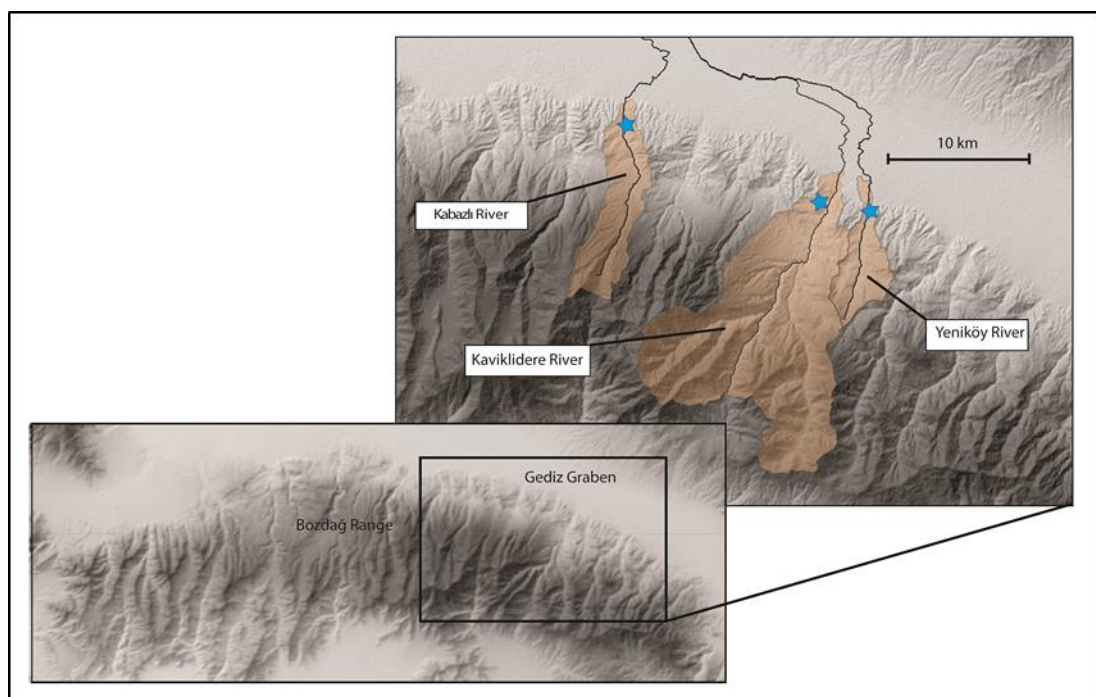 10 km
Kabazlı River
Yeniköy River
Kaviklidere River
Gediz Graben
Bozdağ Range